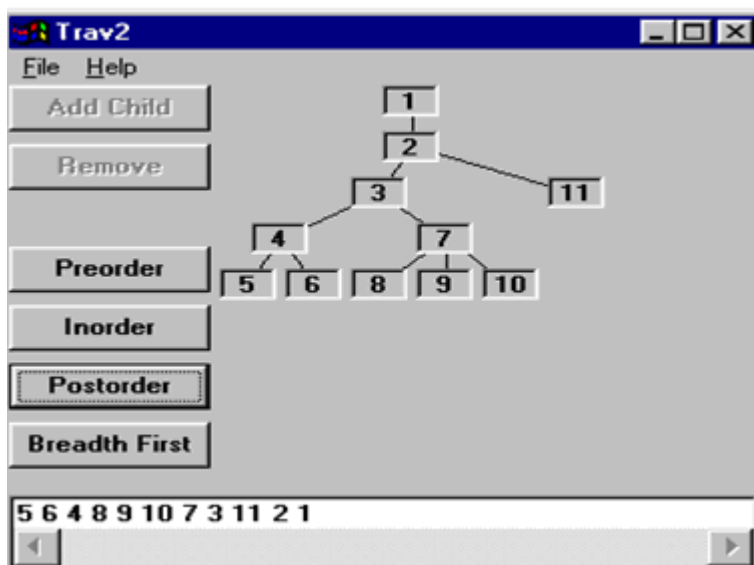 Trav2
File Help
Add Child
Remove
Preorder
Inorder
Postorder
Breadth First
1
2
3 11
4 7
5 6 8 9 10
5 6 4 8 9 10 7 3 11 2 1